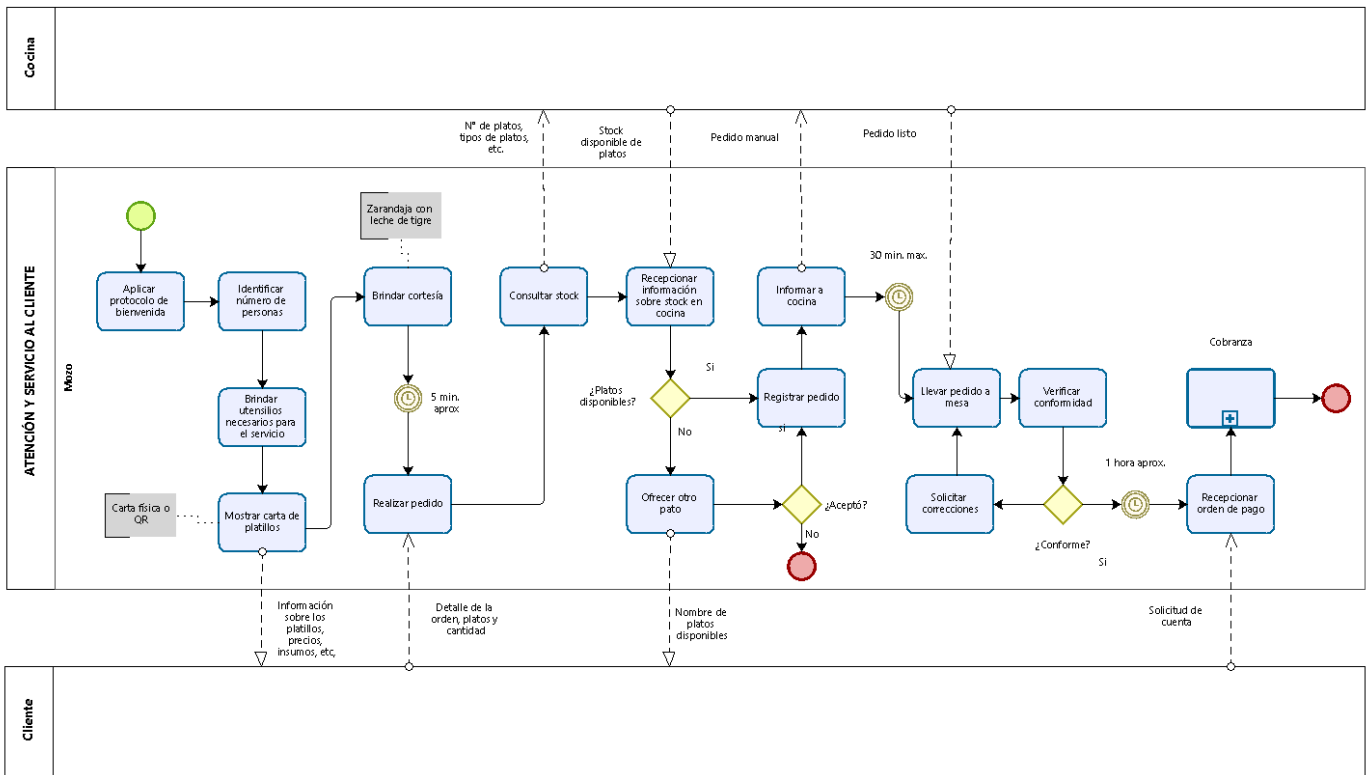 Cocina
N° de platos,
tipos de platos,
etc.
Stock
disponible de
platos
Pedido manual
Pedido listo
ATENCIÓN Y SERVICIO AL CLIENTE
Mozo
Zarandaja con
leche de tigre
30 min. max.
Aplicar
protocolo de
bienvenida
Identificar
número de
personas
Brindar cortesía
Consultar stock
Recepcionar
información
sobre stock en
cocina
Informar a
cocina
Cobranza
Si
Brindar
utensilios
necesarios para
el servicio
5 min.
aprox
¿Platos
disponibles?
Registrar pedido
Llevar pedido a
mesa
Verificar
conformidad
No
si
1 hora aprox.
Carta física o
QR
Mostrar carta de
platillos
Realizar pedido
Ofrecer otro
pato
¿Aceptó?
Solicitar
correcciones
Recepcionar
orden de pago
No
¿Conforme?
Si
Información
sobre los
platillos,
precios,
insumos, etc,
Detalle de la
orden, platos y
cantidad
Nombre de
platos
disponibles
Solicitud de
cuenta
Cliente